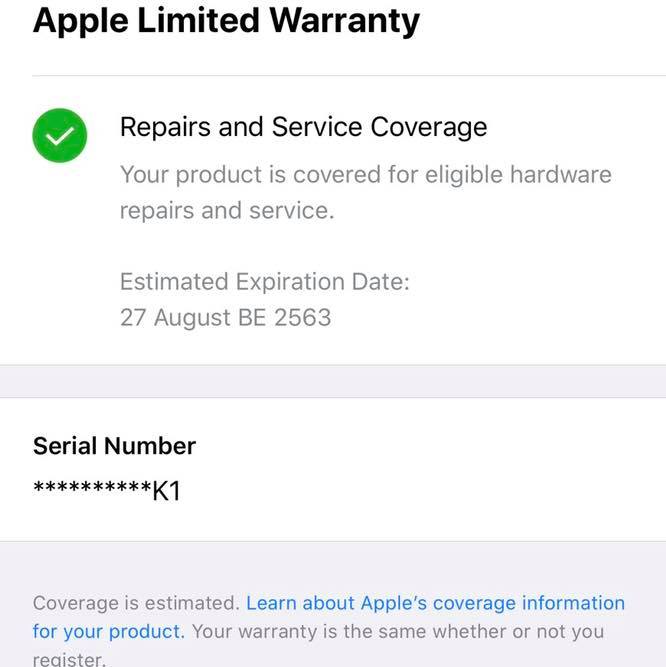 Apple Limited Warranty
Repairs and Service Coverage
Your product is covered for eligible hardware
repairs and service.
Estimated Expiration Date:
27 August BE 2563
Serial Number
**********K1
Coverage is estimated. Learn about Apple’s coverage information
for your product. Your warranty is the same whether or not you
register.